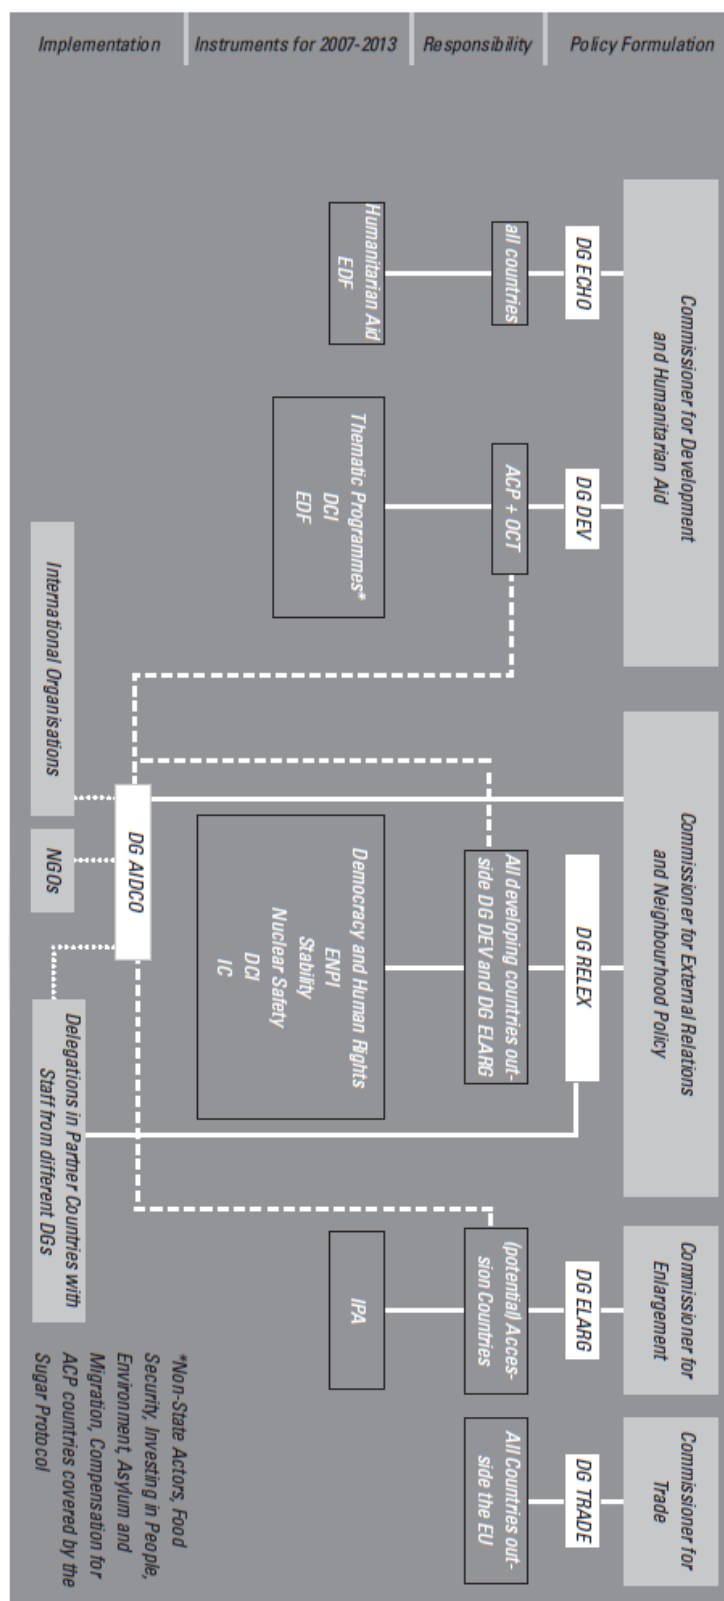 Implementation
Instruments for 2007-2013
Responsibility
Policy Formulation
Commissioner for Development
and Humanitarian Aid
Commissioner for External Relations
and Neighbourhood Policy
Commissioner for
Enlargement
Commissioner for
Trade
DG ECHO
DG DEV
DG RELEX
DG ELARG
DG TRADE
all countries
ACP + OCT
All developing countries out-
side DG DEV and DG ELARG
(potential) Acces-
sion Countries
All Countries out-
side the EU
Humanitarian Aid
EDF
Thematic Programmes*
DCI
EDF
Democracy and Human Rights
ENPI
Stability
Nuclear Safety
DCI
IC
IPA
DG AIDCO
International Organisations
NGOs
Delegations in Partner Countries with
Staff from different DGs
*Non-State Actors, Food
Security, Investing in People,
Environment, Asylum and
Migration, Compensation for
ACP countries covered by the
Sugar Protocol